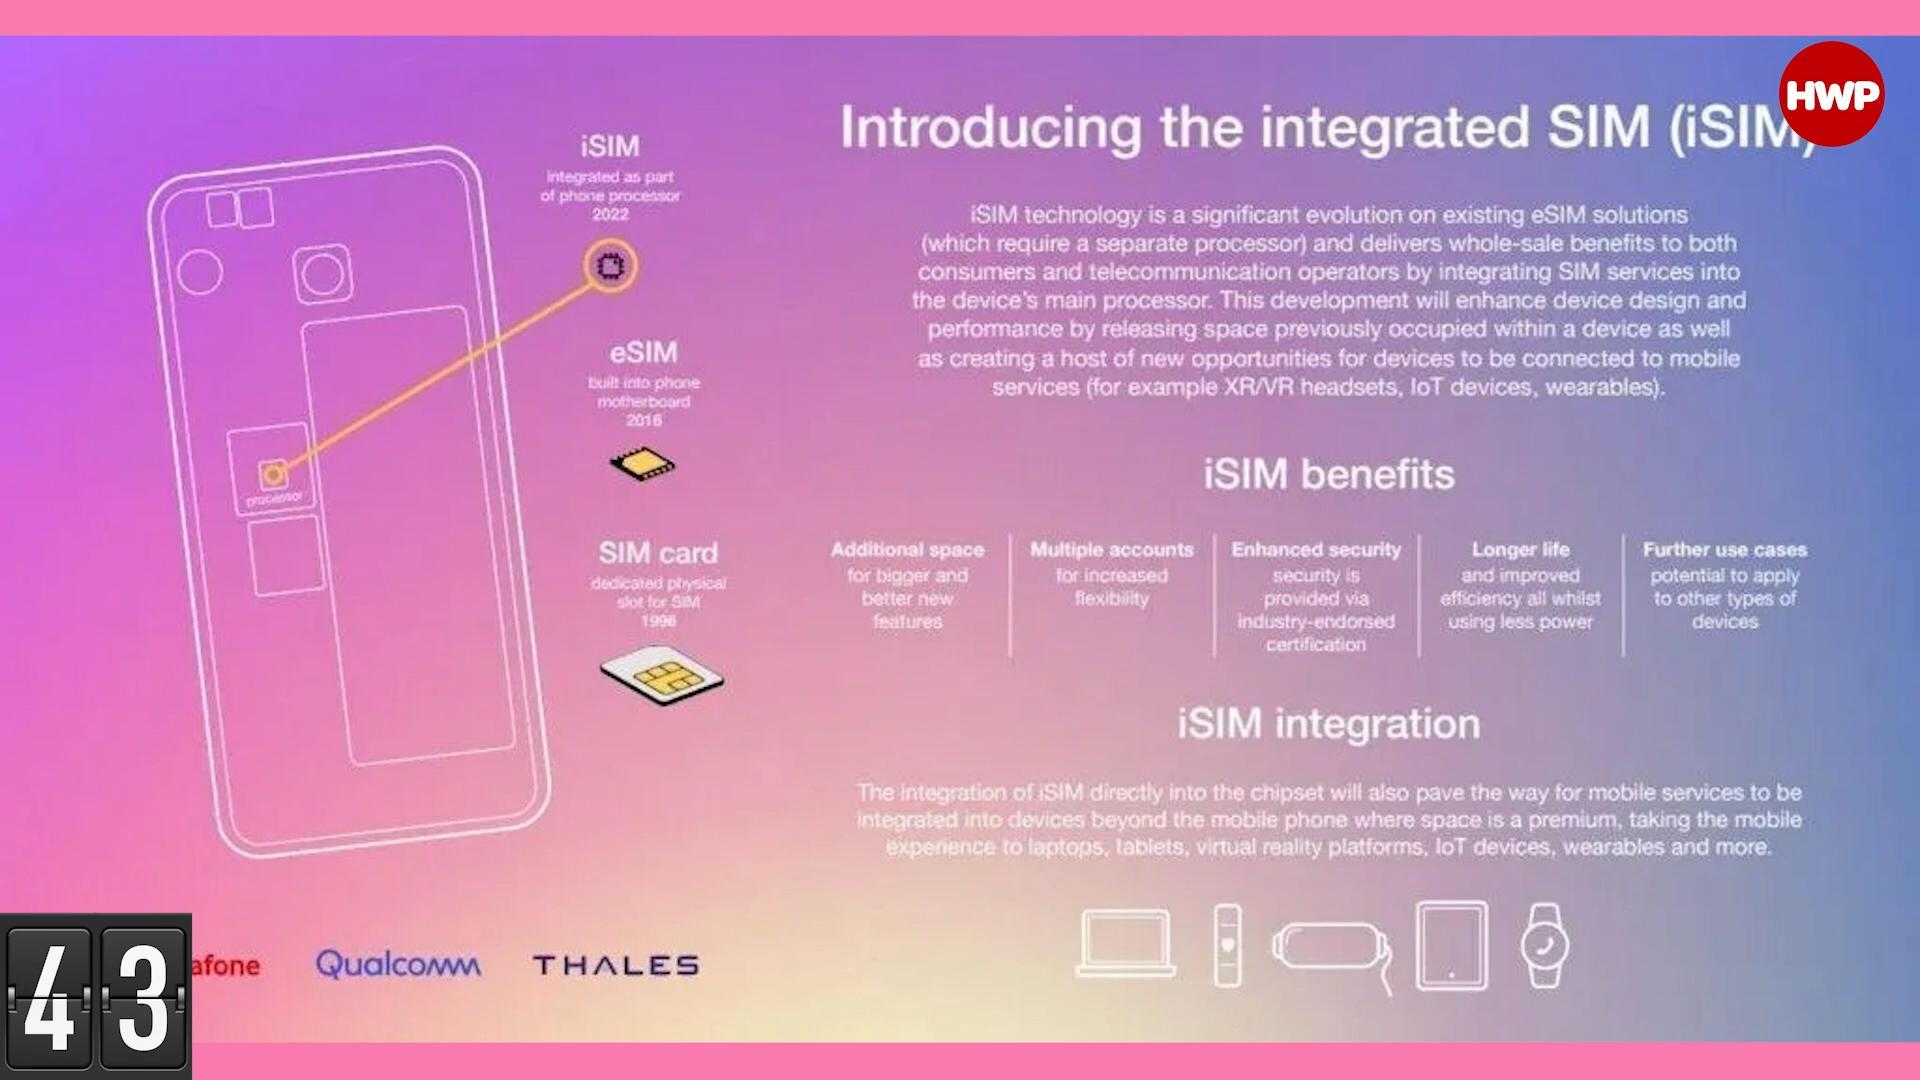 HWP
Introducing the integrated SIM (iSIM)
iSIM technology is a significant evolution on existing eSIM solutions
(which require a separate processor) and delivers whole-sale benefits to both
consumers and telecommunication operators by integrating SIM services into
the device's main processor. This development will enhance device design and
performance by releasing space previously occupied within a device as well
as creating a host of new opportunities for devices to be connected to mobile
services (for example XR/VR headsets, IoT devices, wearables).
iSIM
integrated as part
of phone processor
2022
eSIM
built into phone
motherboard
2016
SIM card
dedicated physical
slot for SIM
1996
processor
iSIM benefits
Additional space
for bigger and
better new
features
Multiple accounts
for increased
flexibility
Enhanced security
security is
provided via
industry-endorsed
certification
Longer life
and improved
efficiency all whilst
using less power
Further use cases
potential to apply
to other types of
devices
iSIM integration
The integration of iSIM directly into the chipset will also pave the way for mobile services to be
integrated into devices beyond the mobile phone where space is a premium, taking the mobile
experience to laptops, tablets, virtual reality platforms, IoT devices, wearables and more.
afone
Qualcomm
THALES
43